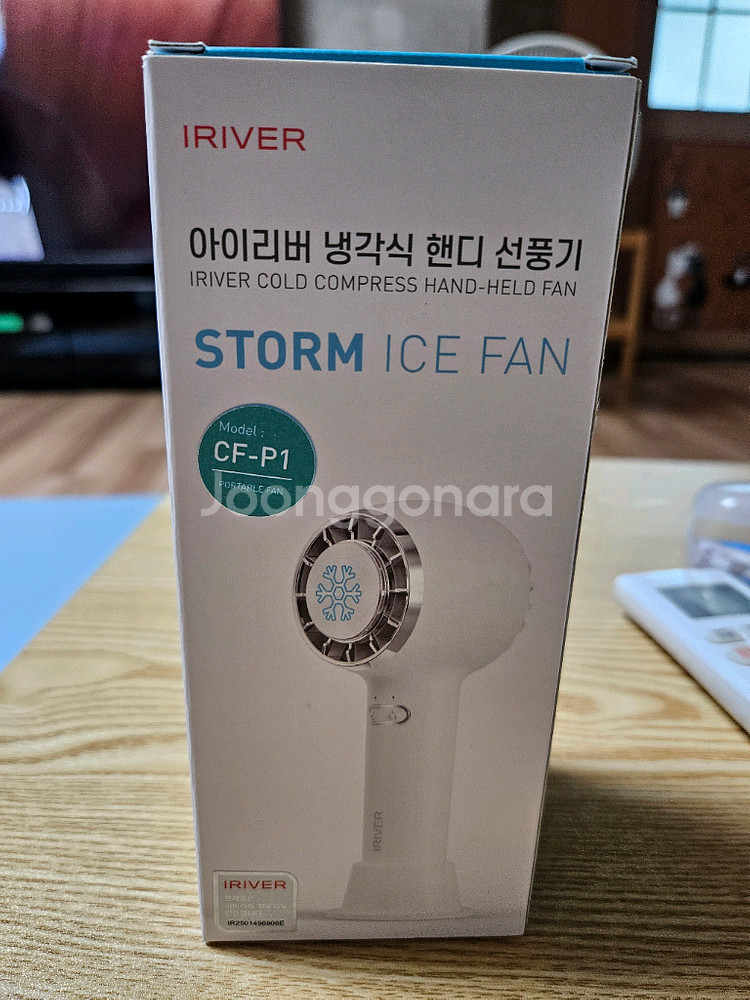 IRIVER
아이리버 냉각식 핸디 선풍기
IRIVER COLD COMPRESS HAND-HELD FAN
STORM ICE FAN
Model :
CF-P1
PORTABLE FAN
Joonggonara
IRIVER
IRIVER
IR2501496906E